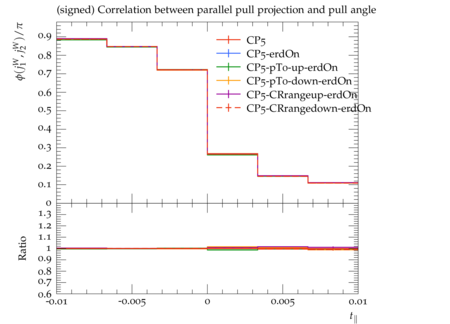 (signed) Correlation between parallel pull projection and pull angle
ϕ(j₁ᵂ, j₂ᵂ)/π
0.9
0.8
0.7
0.6
0.5
0.4
0.3
0.2
0.1
0
CP5
CP5-erdOn
CP5-pTo-up-erdOn
CP5-pTo-down-erdOn
CP5-CRrangeup-erdOn
CP5-CRrangedown-erdOn
Ratio
1.3
1.2
1.1
1
0.9
0.8
0.7
0.6
-0.01 -0.005 0 0.005 0.01
t∥